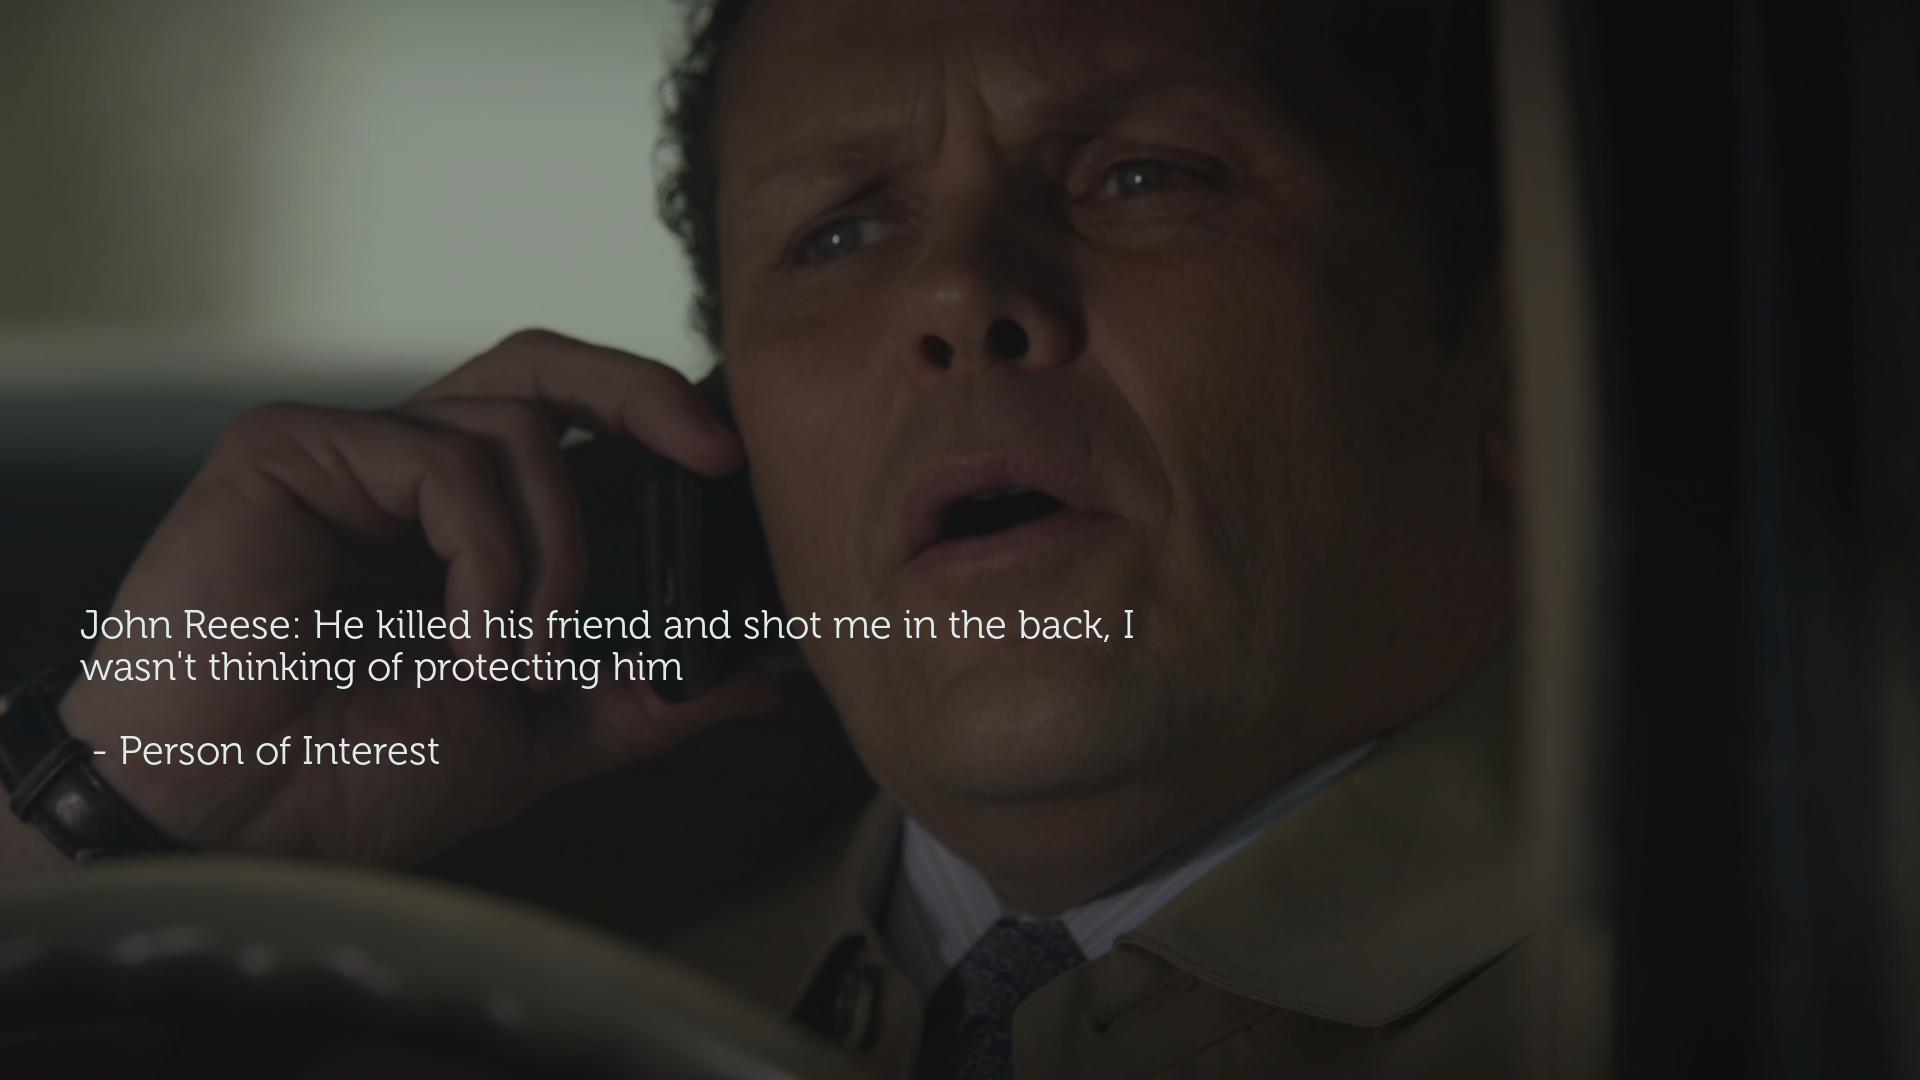 John Reese: He killed his friend and shot me in the back, I
wasn't thinking of protecting him
- Person of Interest